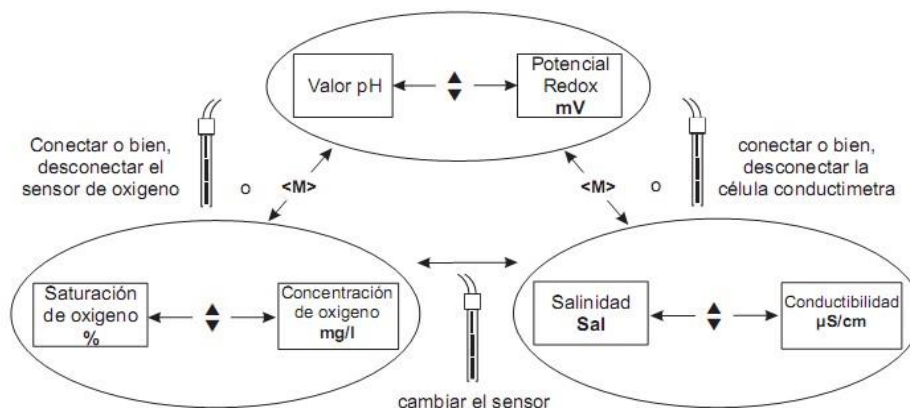 Valor pH
Potencial
Redox
mV
Conectar o bien,
desconectar el
sensor de oxigeno
o
<M>
<M>
o
conectar o bien,
desconectar la
célula conductimetra
Saturación
de oxigeno
%
Concentración
de oxigeno
mg/l
Salinidad
Sal
Conductibilidad
µS/cm
cambiar el sensor